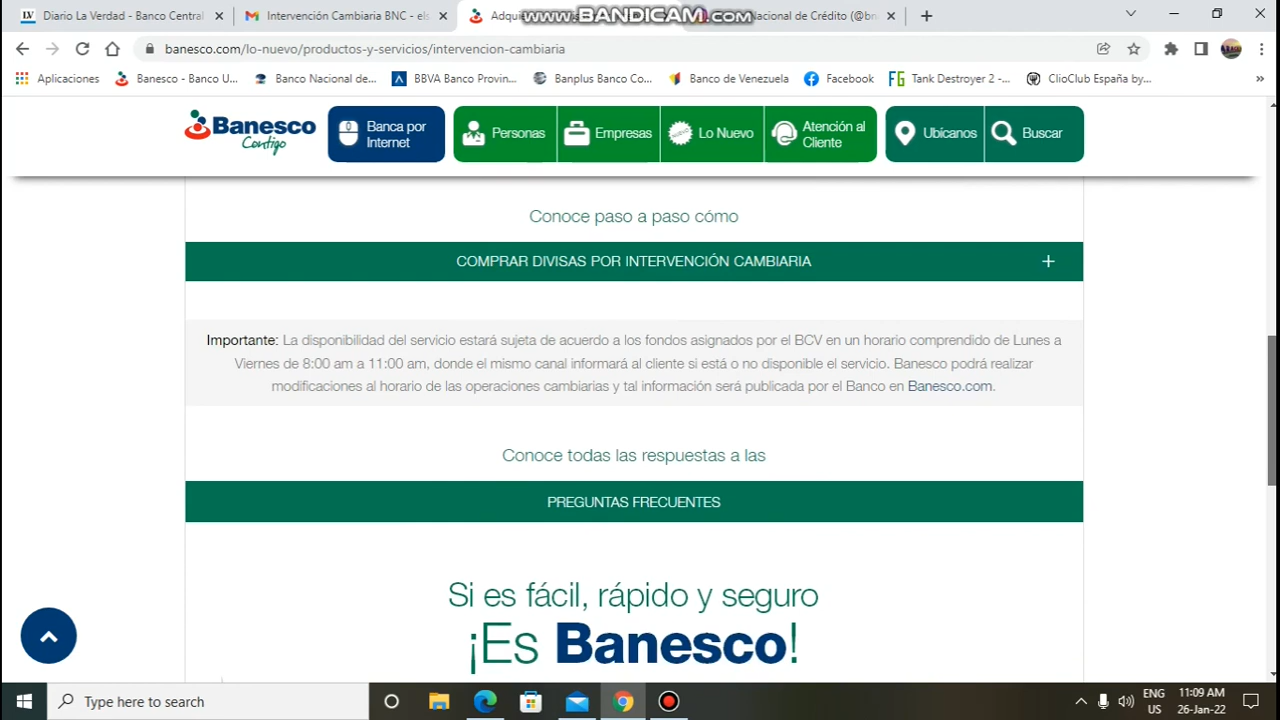 Diario La Verdad - Banco Central
Intervención Cambiaria BNC - els
Adqui
www.BANDICAM.com
Nacional de Crédito (@bn
banesco.com/lo-nuevo/productos-y-servicios/intervencion-cambiaria
Aplicaciones
Banesco - Banco U...
Banco Nacional de...
BBVA Banco Provin...
Banplus Banco Co...
Banco de Venezuela
Facebook
Tank Destroyer 2 -...
ClioClub España by...
»
Banesco
Contigo
Banca por
Internet
Personas
Empresas
Lo Nuevo
Atención al
Cliente
Ubícanos
Buscar
Conoce paso a paso cómo
COMPRAR DIVISAS POR INTERVENCIÓN CAMBIARIA +
Importante: La disponibilidad del servicio estará sujeta de acuerdo a los fondos asignados por el BCV en un horario comprendido de Lunes a
Viernes de 8:00 am a 11:00 am, donde el mismo canal informará al cliente si está o no disponible el servicio. Banesco podrá realizar
modificaciones al horario de las operaciones cambiarias y tal información será publicada por el Banco en Banesco.com.
Conoce todas las respuestas a las
PREGUNTAS FRECUENTES
Si es fácil, rápido y seguro
¡Es Banesco!
Type here to search
ENG
US
11:09 AM
26-Jan-22